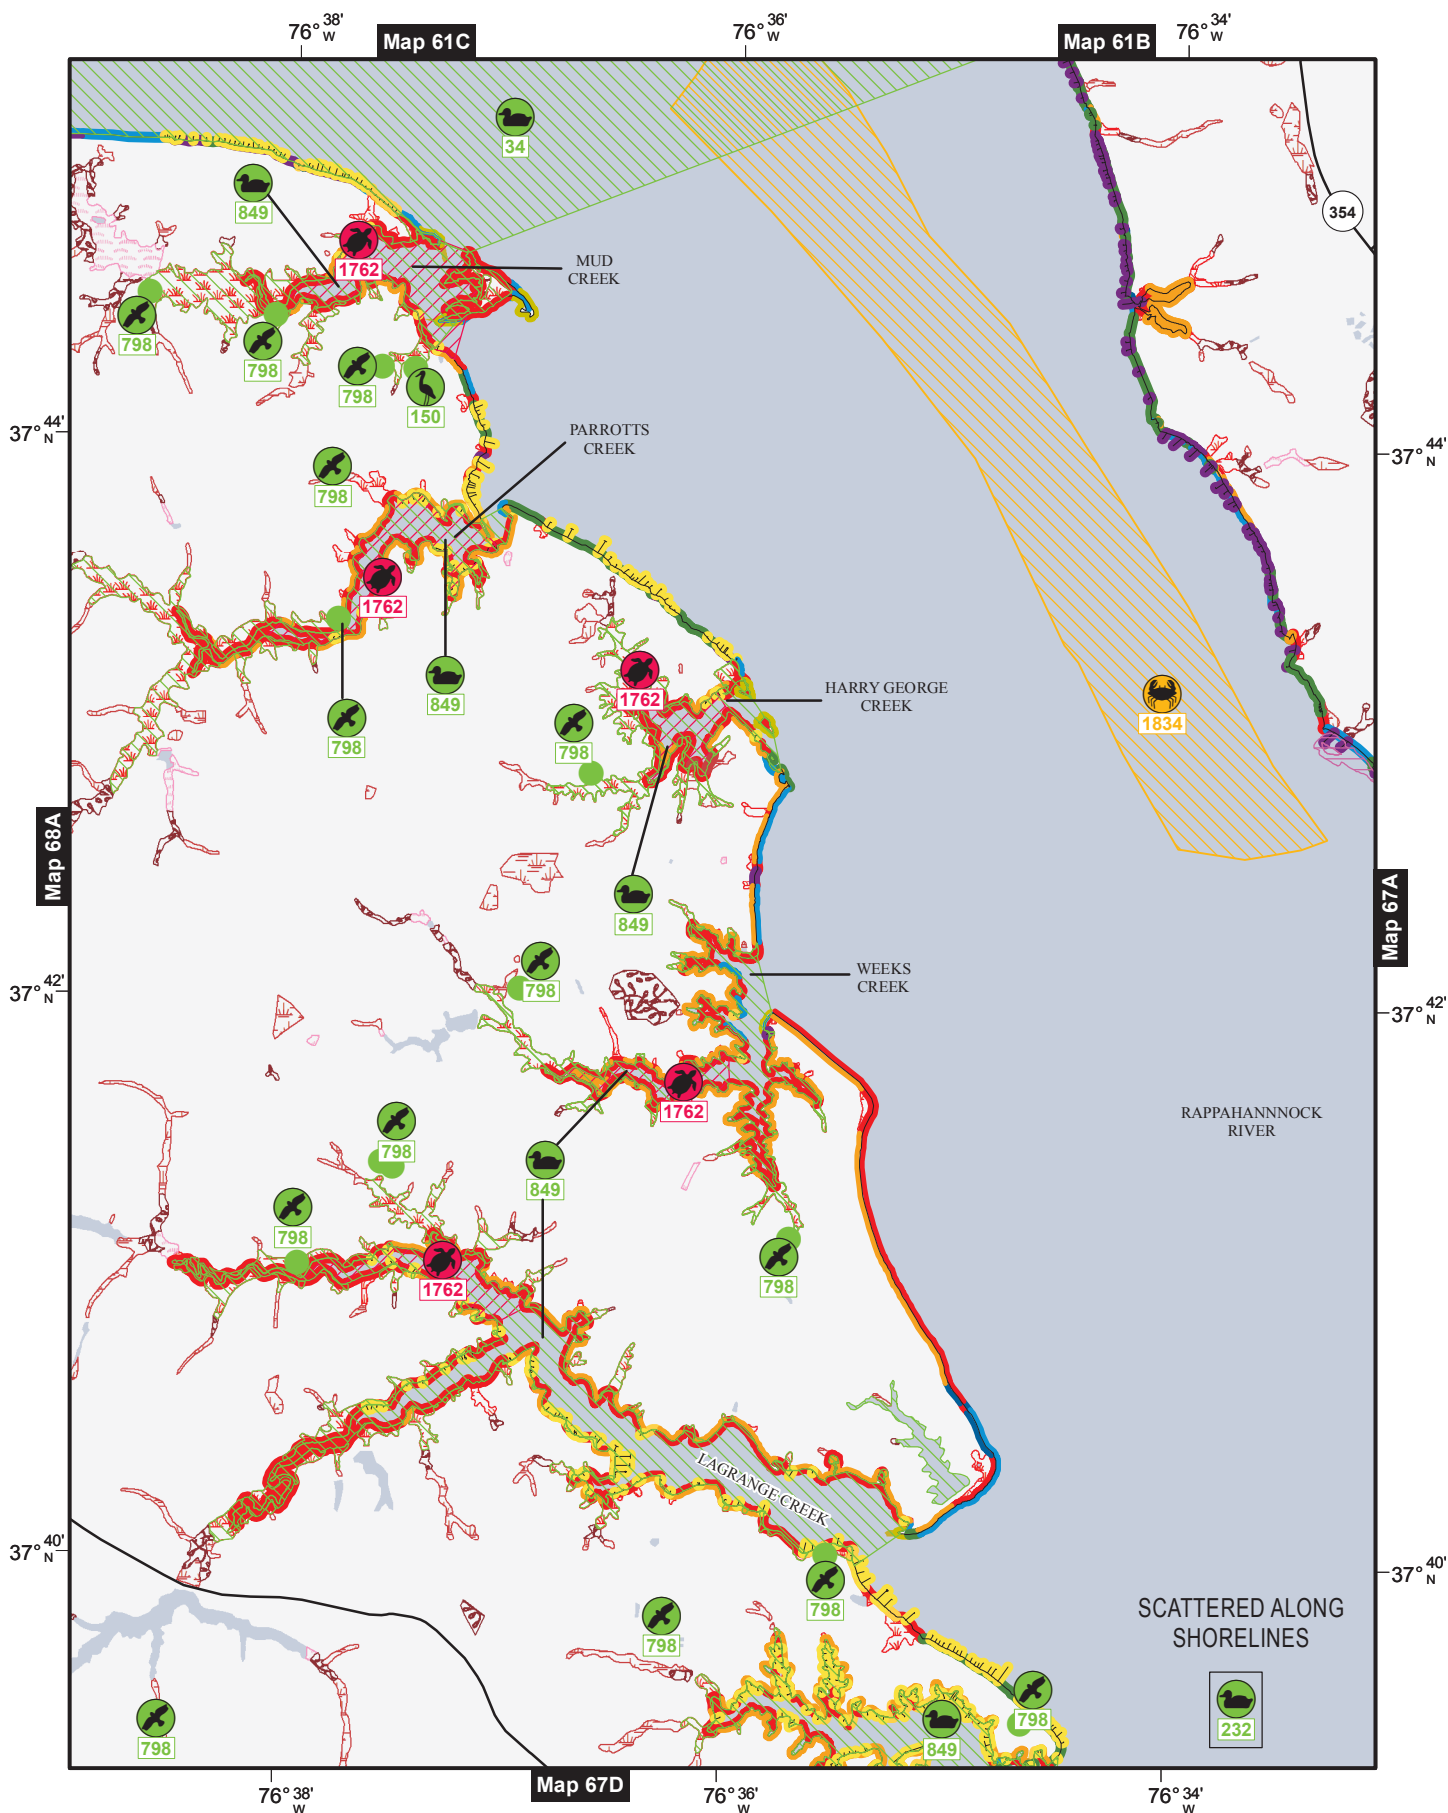 76° 38' W
Map 61C
76° 36' W
Map 61B
76° 34' W
34
849
354
1762
MUD
CREEK
798
798
798
150
37° 44' N
PARROTTS
CREEK
37° 44' N
798
1762
849
1762
HARRY GEORGE
CREEK
798
798
1834
Map 68A
Map 67A
849
798
WEEKS
CREEK
37° 42' N
37° 42' N
1762
RAPPAHANNNOCK
RIVER
798
849
798
798
1762
LAGRANGE CREEK
37° 40' N
37° 40' N
798
SCATTERED ALONG
SHORELINES
798
798
232
798
849
76° 38' W
Map 67D
76° 36' W
76° 34' W